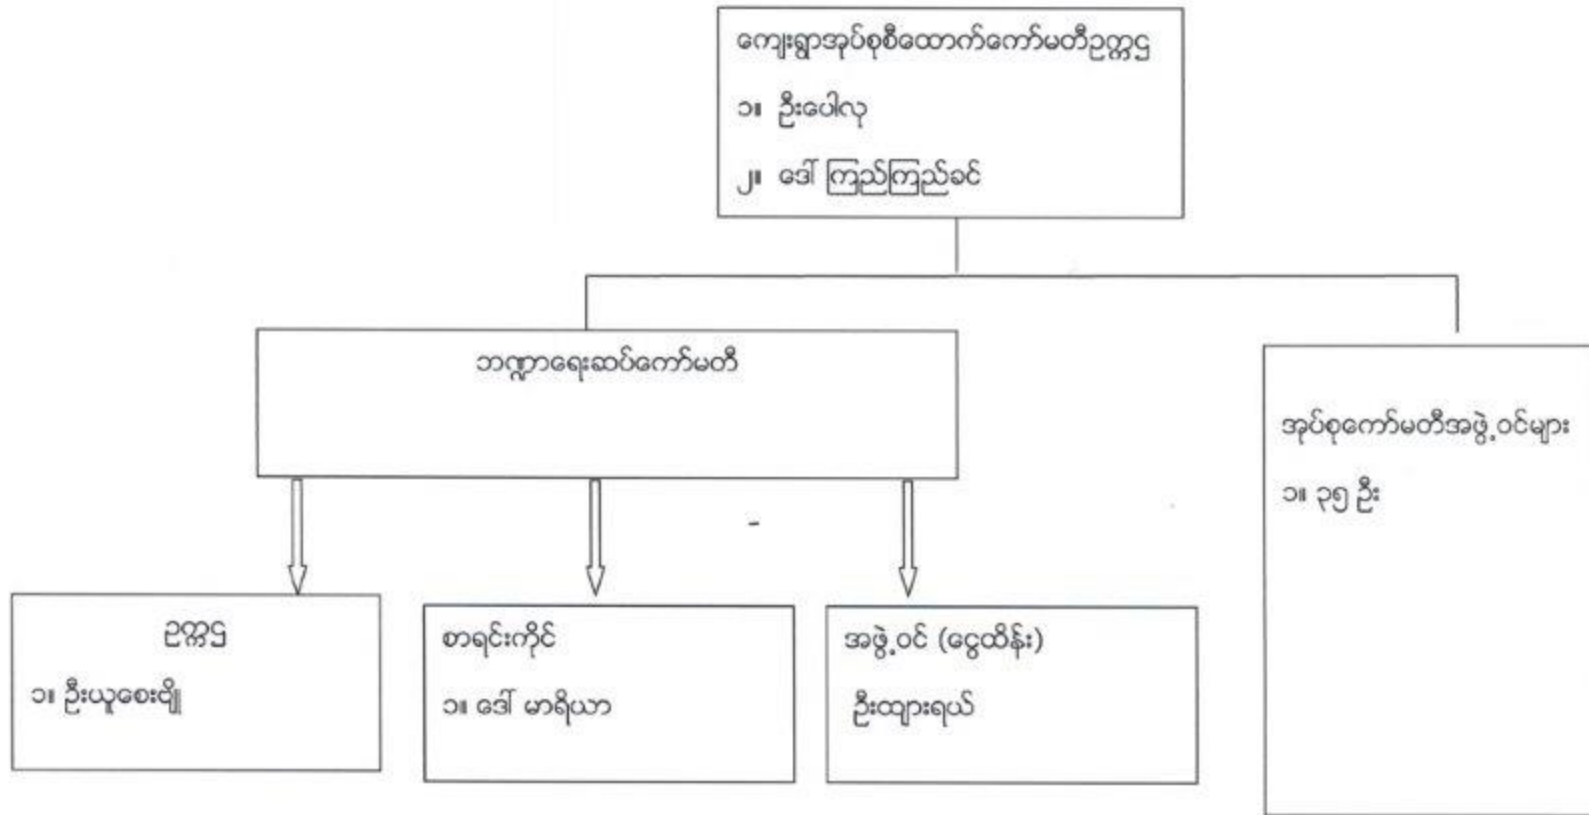 ကျေးရွာအုပ်စုစီထောက်ကော်မတီဥက္ကဌ
၁။ ဦးပေါလု
၂။ ဒေါ် ကြည်ကြည်ခင်
ဘဏ္ဍာရေးဆပ်ကော်မတီ
အုပ်စုကော်မတီအဖွဲ့ဝင်များ
၁။ ၃၅ ဦး
ဥက္ကဌ
၁။ ဦးယူစေးဗျို
စာရင်းကိုင်
၁။ ဒေါ် မာရိယာ
အဖွဲ့ဝင် (ငွေထိန်း)
ဦးထျားရယ်